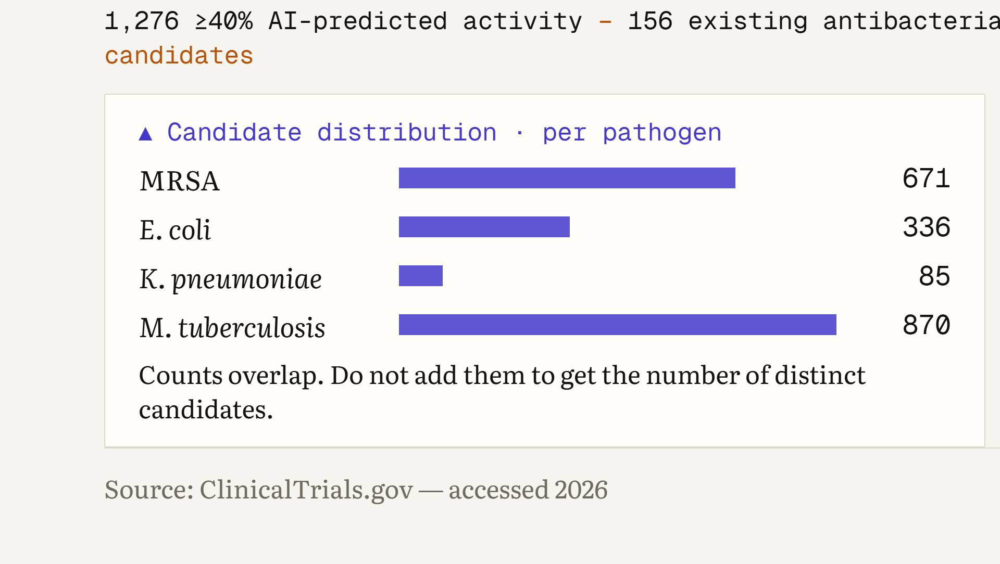 1,276 ≥40% AI-predicted activity – 156 existing
candidates
▲ Candidate distribution · per pathogen
MRSA 671
E. coli 336
K. pneumoniae 85
M. tuberculosis 870
Counts overlap. Do not add them to get the number of distinct
candidates.
Source: ClinicalTrials.gov — accessed 2026